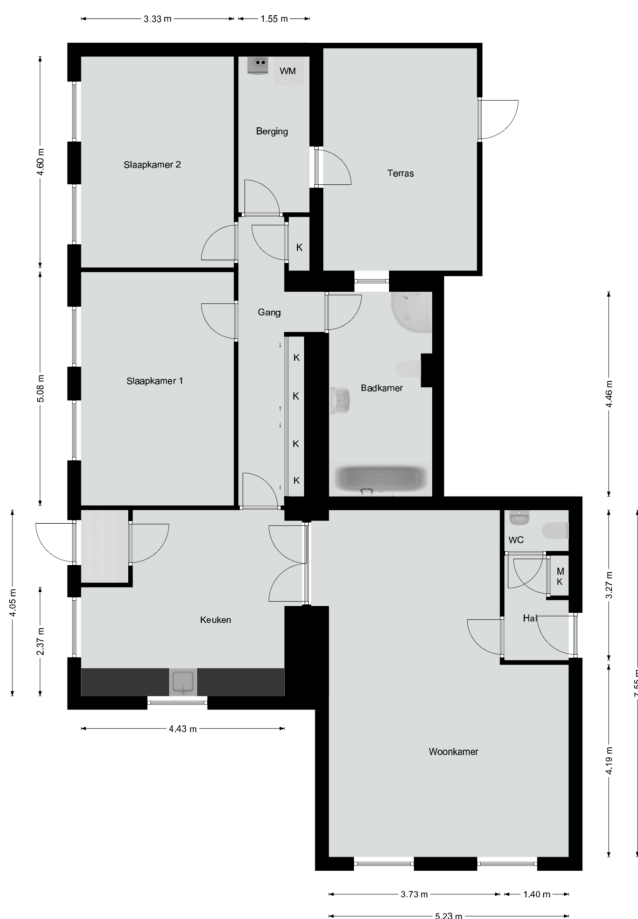 3.33 m
1.55 m
WM
Berging
Slaapkamer 2
Terras
4.60 m
K
Gang
K
Slaapkamer 1
Badkamer
K
5.08 m
4.46 m
K
K
WC
M
K
3.27 m
Hal
Keuken
4.05 m
2.37 m
7.55 m
4.43 m
Woonkamer
4.19 m
3.73 m
1.40 m
5.23 m